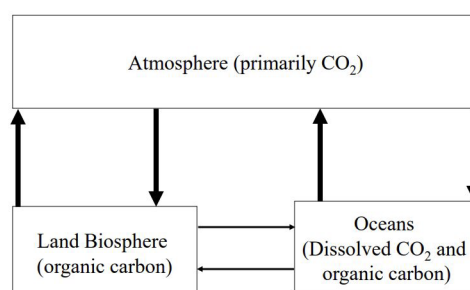 Atmosphere (primarily CO₂)
Land Biosphere
(organic carbon)
Oceans
(Dissolved CO₂ and
organic carbon)